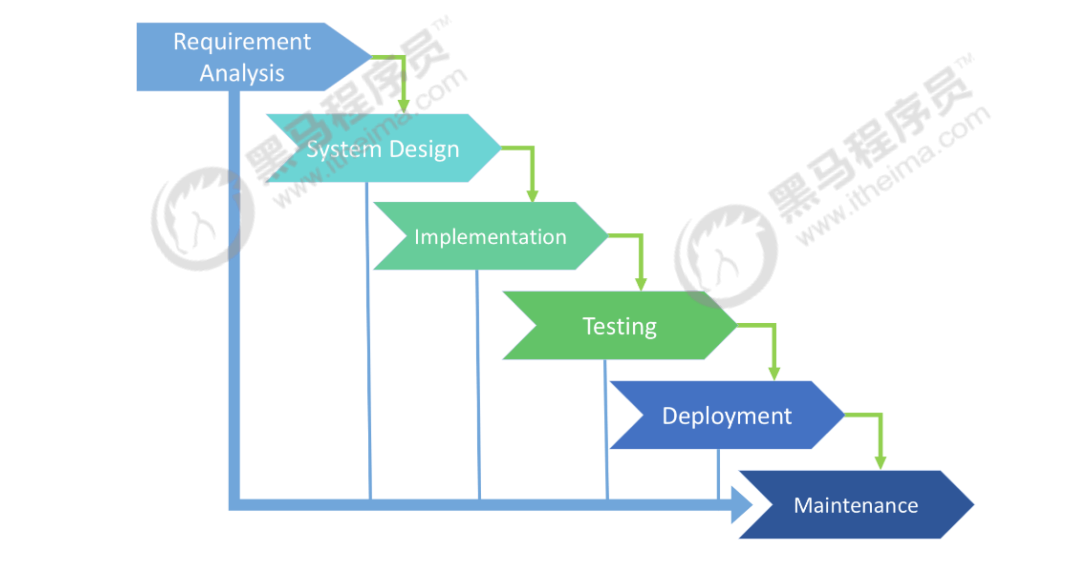 Requirement
Analysis
System Design
Implementation
Testing
Deployment
Maintenance
黑马程序员™
www.itheima.com
黑马程序员™
www.itheima.com